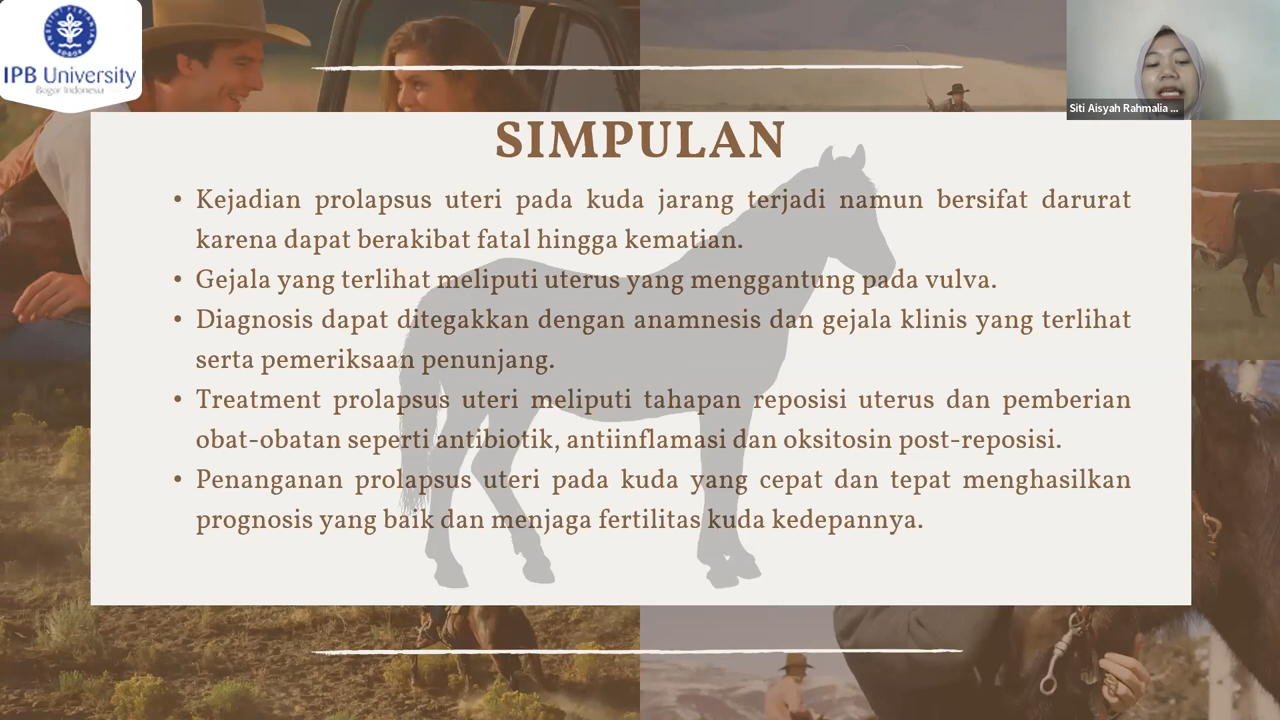 INSTITUT PERTANIAN
BOGOR
IPB University
Bogor Indonesia
Siti Aisyah Rahmalia ...
SIMPULAN
• Kejadian prolapsus uteri pada kuda jarang terjadi namun bersifat darurat
karena dapat berakibat fatal hingga kematian.
• Gejala yang terlihat meliputi uterus yang menggantung pada vulva.
• Diagnosis dapat ditegakkan dengan anamnesis dan gejala klinis yang terlihat
serta pemeriksaan penunjang.
• Treatment prolapsus uteri meliputi tahapan reposisi uterus dan pemberian
obat-obatan seperti antibiotik, antiinflamasi dan oksitosin post-reposisi.
• Penanganan prolapsus uteri pada kuda yang cepat dan tepat menghasilkan
prognosis yang baik dan menjaga fertilitas kuda kedepannya.